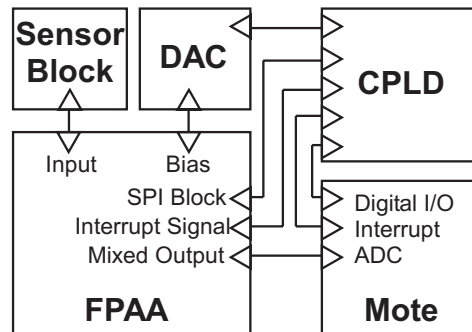 Sensor
Block
DAC
CPLD
Input
Bias
SPI Block
Interrupt Signal
Mixed Output
FPAA
Digital I/O
Interrupt
ADC
Mote